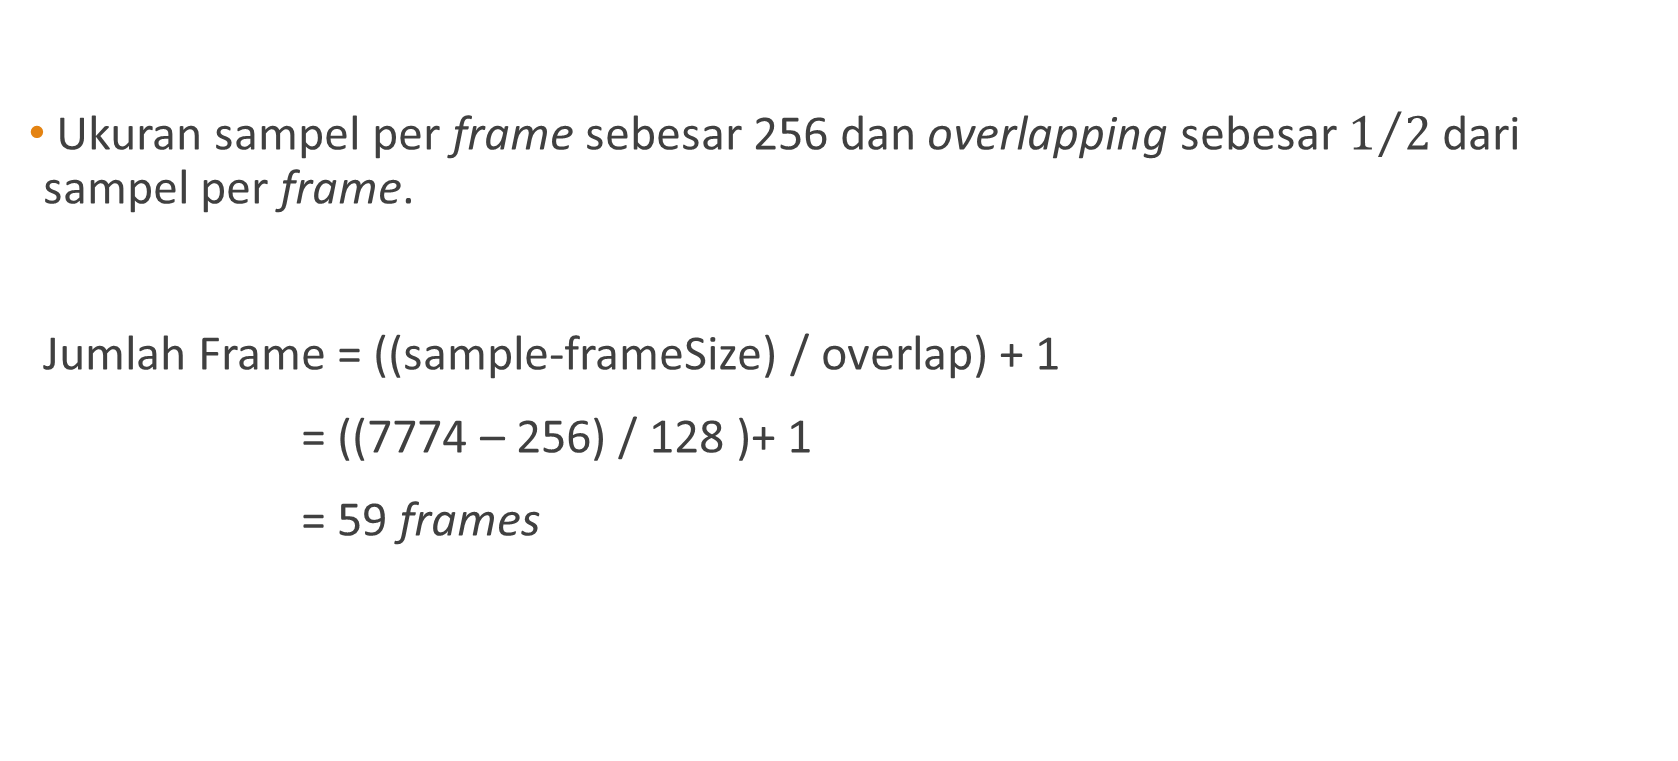 • Ukuran sampel per frame sebesar 256 dan overlapping sebesar 1/2 dari
sampel per frame.
Jumlah Frame = ((sample-frameSize) / overlap) + 1
= ((7774 – 256) / 128 )+ 1
= 59 frames